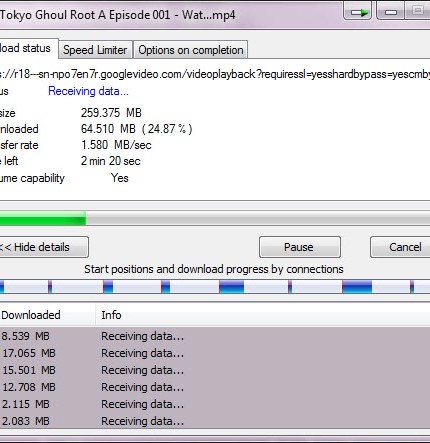 Tokyo Ghoul Root A Episode 001 - Wat...mp4
load status
Speed Limiter
Options on completion
s://r18---sn-npo7en7r.googlevideo.com/videoplayback?requiressl=yesshardbypass=yescmby
us Receiving data...
size 259.375 MB
nloaded 64.510 MB ( 24.87 % )
sfer rate 1.580 MB/sec
e left 2 min 20 sec
ume capability Yes
<< Hide details
Pause
Cancel
Start positions and download progress by connections
Downloaded Info
8.539 MB Receiving data...
17.065 MB Receiving data...
15.501 MB Receiving data...
12.708 MB Receiving data...
2.115 MB Receiving data...
2.083 MB Receiving data...